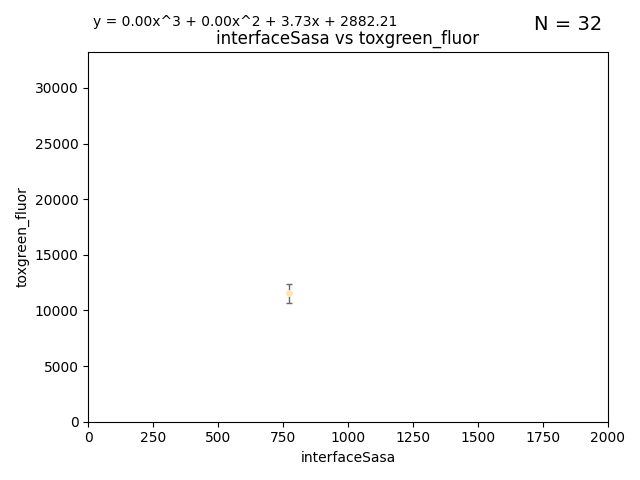 y = 0.00x^3 + 0.00x^2 + 3.73x + 2882.21
N = 32
interfaceSasa vs toxgreen_fluor
30000
25000
20000
15000
10000
5000
0
toxgreen_fluor
0 250 500 750 1000 1250 1500 1750 2000
interfaceSasa